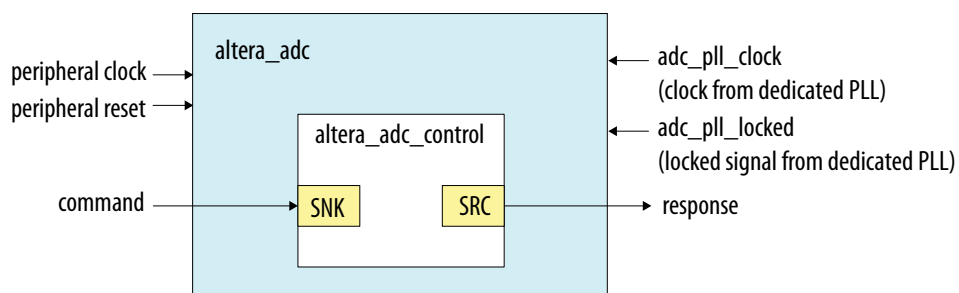 altera_adc
peripheral clock
peripheral reset
adc_pll_clock
(clock from dedicated PLL)
adc_pll_locked
(locked signal from dedicated PLL)
altera_adc_control
command
SNK
SRC
response